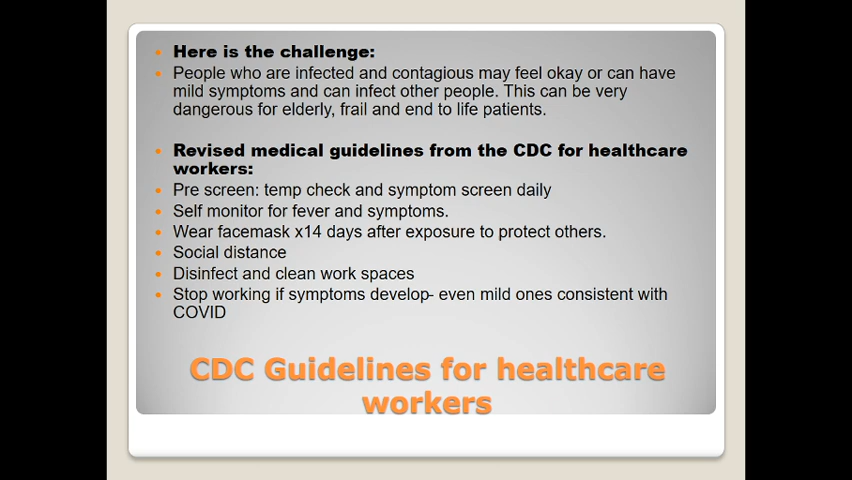 Here is the challenge:
People who are infected and contagious may feel okay or can have
mild symptoms and can infect other people. This can be very
dangerous for elderly, frail and end to life patients.
Revised medical guidelines from the CDC for healthcare
workers:
Pre screen: temp check and symptom screen daily
Self monitor for fever and symptoms.
Wear facemask x14 days after exposure to protect others.
Social distance
Disinfect and clean work spaces
Stop working if symptoms develop- even mild ones consistent with
COVID
CDC Guidelines for healthcare
workers